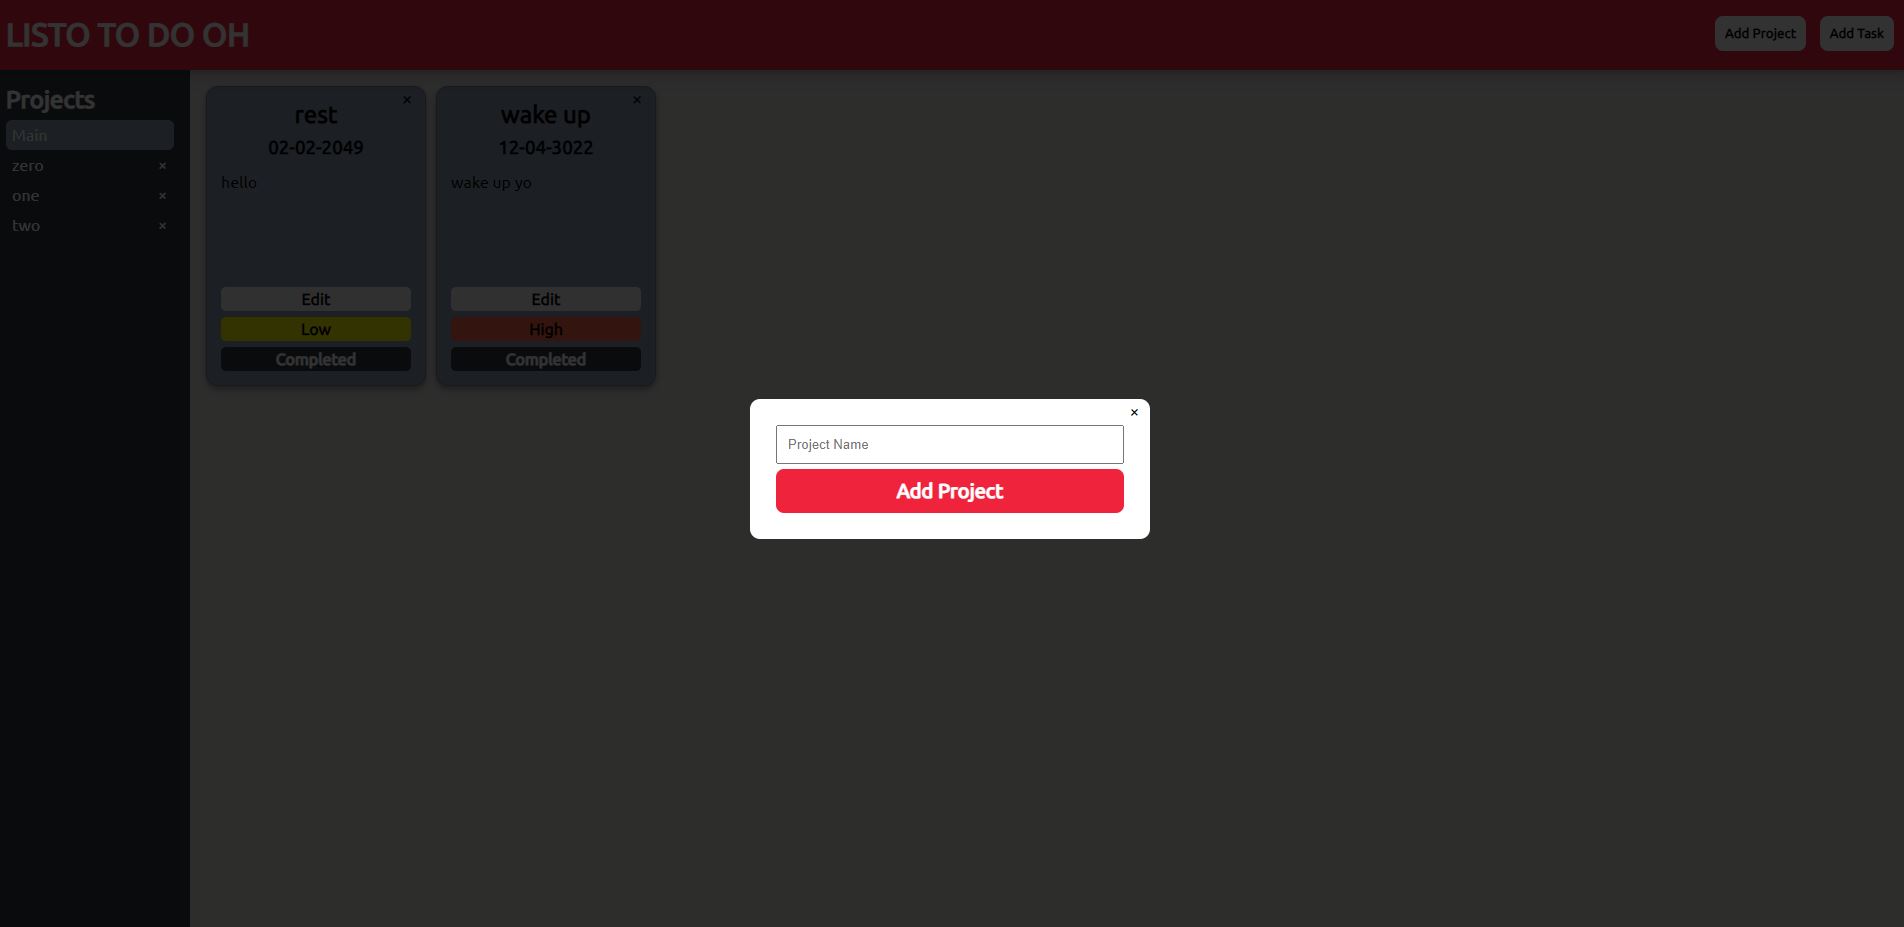 LISTO TO DO OH
Add Project
Add Task
Projects
Main
zero ×
one ×
two ×
×
rest
02-02-2049
hello
Edit
Low
Completed
×
wake up
12-04-3022
wake up yo
Edit
High
Completed
×
Project Name
Add Project